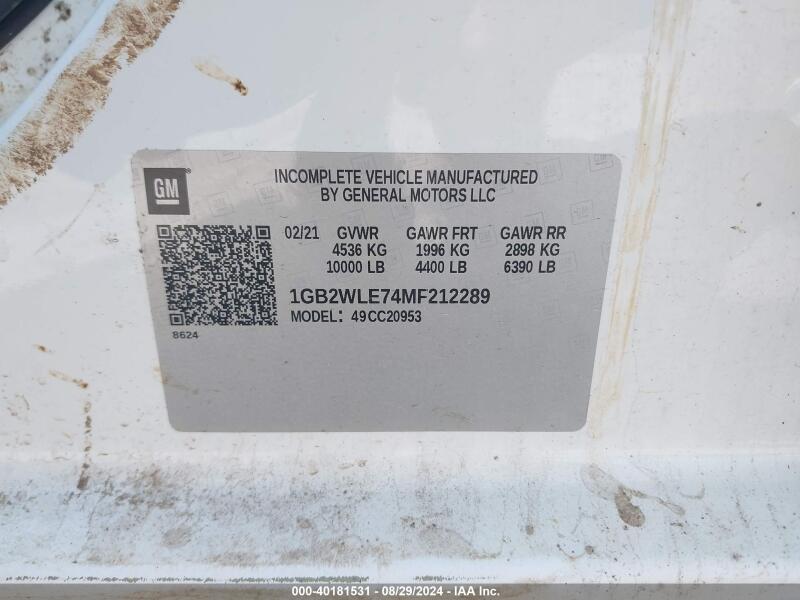 GM
INCOMPLETE VEHICLE MANUFACTURED
BY GENERAL MOTORS LLC
02/21 GVWR GAWR FRT GAWR RR
4536 KG 1996 KG 2898 KG
10000 LB 4400 LB 6390 LB
1GB2WLE74MF212289
MODEL: 49CC20953
8624
000-40181531 - 08/29/2024 - IAA Inc.